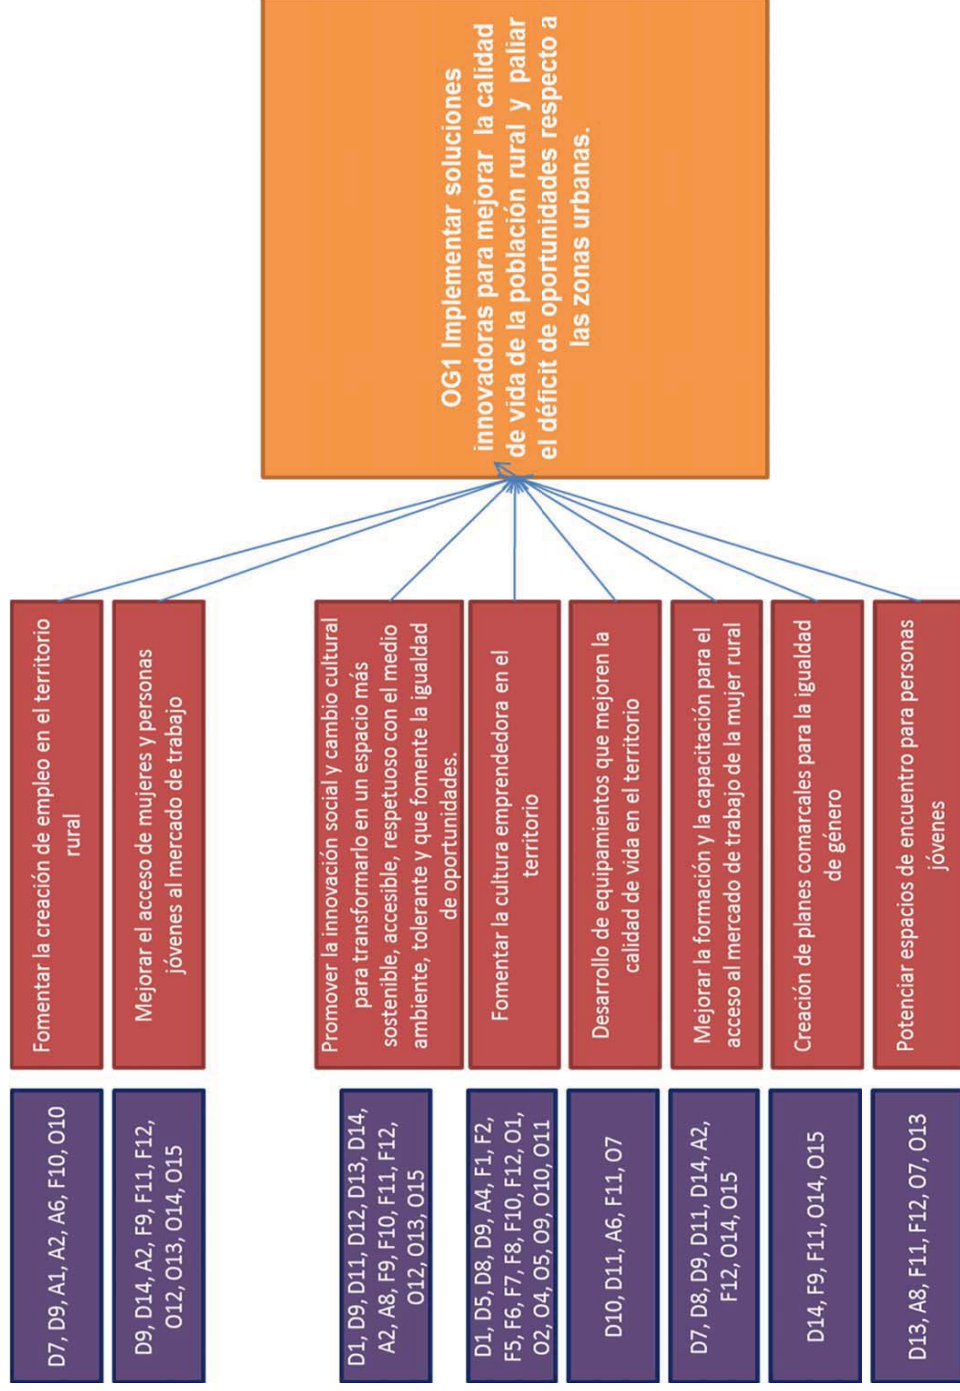 D7, D9, A1, A2, A6, F10, O10
Fomentar la creación de empleo en el territorio
rural
D9, D14, A2, F9, F11, F12,
O12, O13, O14, O15
Mejorar el acceso de mujeres y personas
jóvenes al mercado de trabajo
D1, D9, D11, D12, D13, D14,
A2, A8, F9, F10, F11, F12,
O12, O13, O15
Promover la innovación social y cambio cultural
para transformarlo en un espacio más
sostenible, accesible, respetuoso con el medio
ambiente, tolerante y que fomente la igualdad
de oportunidades.
D1, D5, D8, D9, A4, F1, F2,
F5, F6, F7, F8, F10, F12, O1,
O2, O4, O5, O9, O10, O11
Fomentar la cultura emprendedora en el
territorio
D10, D11, A6, F11, O7
Desarrollo de equipamientos que mejoren la
calidad de vida en el territorio
D7, D8, D9, D11, D14, A2,
F12, O14, O15
Mejorar la formación y la capacitación para el
acceso al mercado de trabajo de la mujer rural
D14, F9, F11, O14, O15
Creación de planes comarcales para la igualdad
de género
D13, A8, F11, F12, O7, O13
Potenciar espacios de encuentro para personas
jóvenes
OG1 Implementar soluciones
innovadoras para mejorar la calidad
de vida de la población rural y paliar
el déficit de oportunidades respecto a
las zonas urbanas.